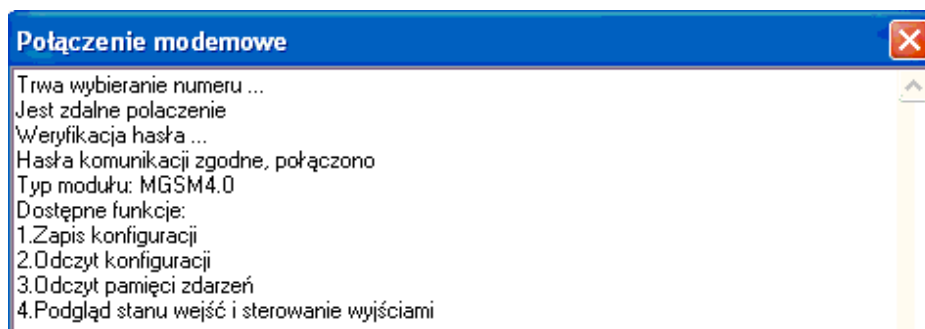 Połączenie modemowe
Trwa wybieranie numeru ...
Jest zdalne polaczenie
Weryfikacja hasła ...
Hasła komunikacji zgodne, połączono
Typ modułu: MGSM4.0
Dostępne funkcje:
1.Zapis konfiguracji
2.Odczyt konfiguracji
3.Odczyt pamięci zdarzeń
4.Podgląd stanu wejść i sterowanie wyjściami